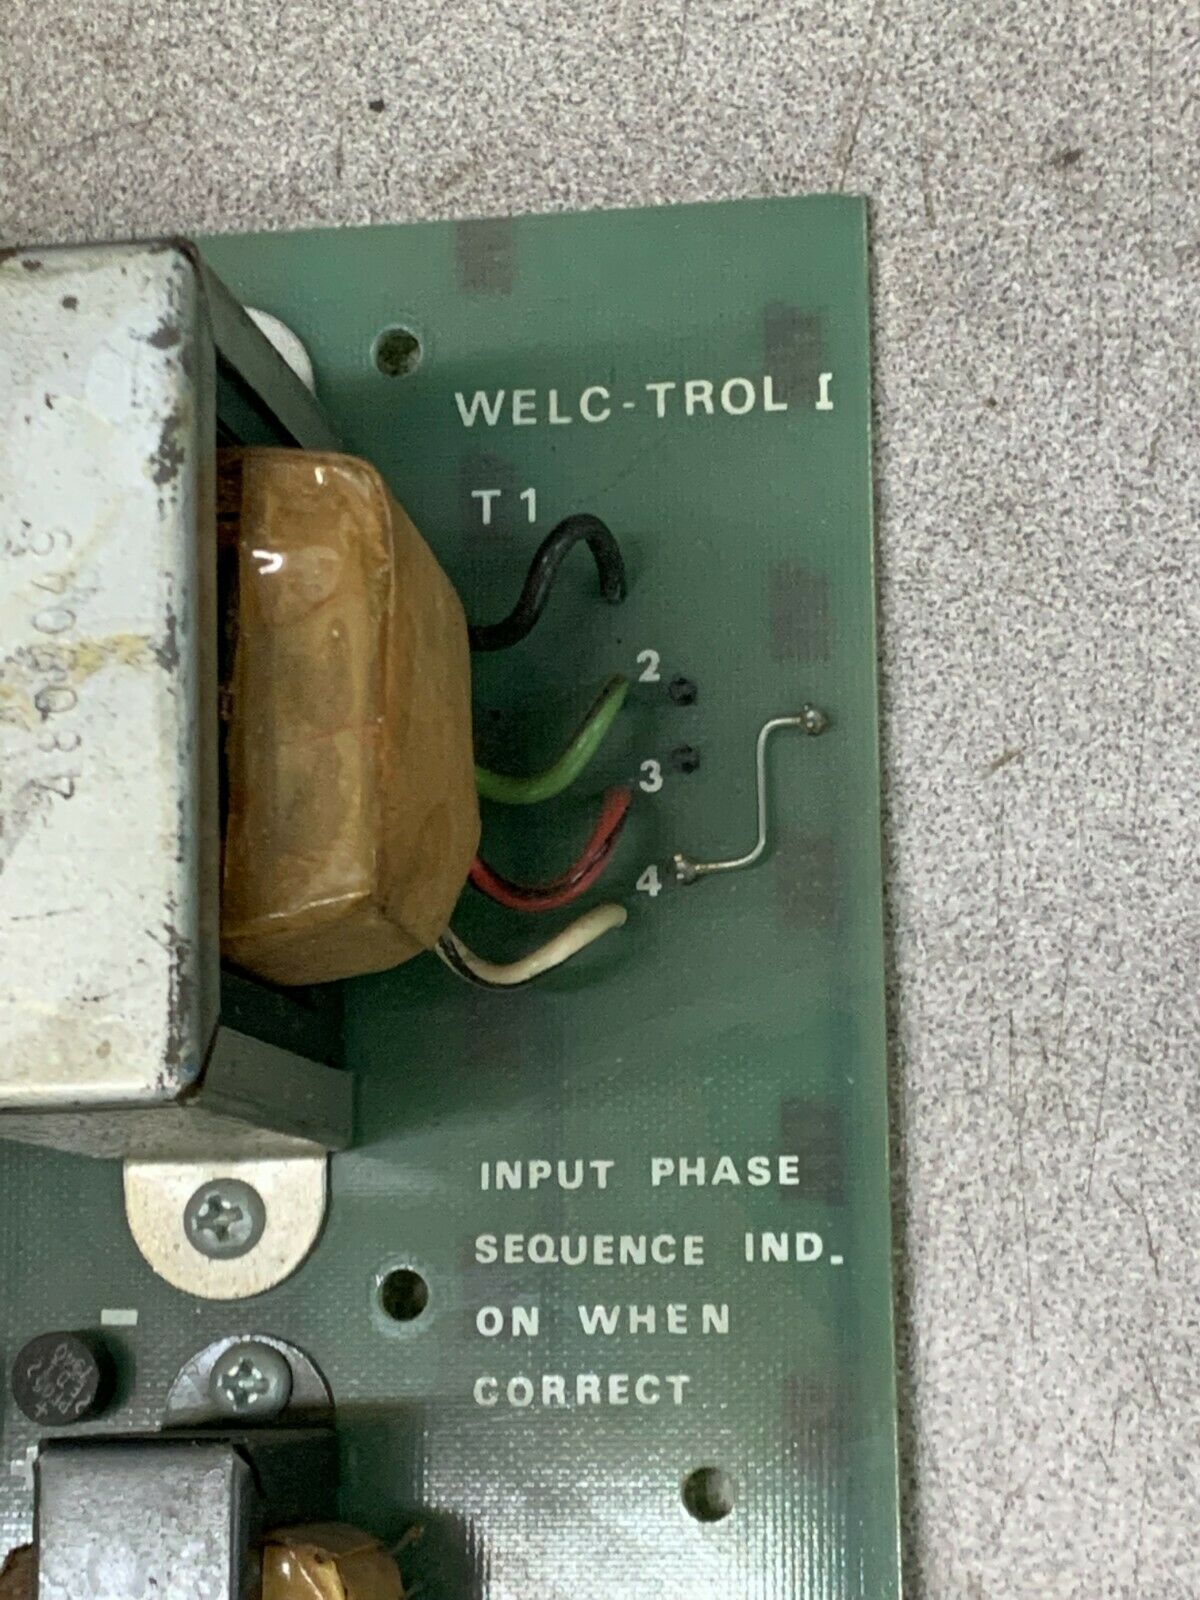 WELC-TROL I
T1
2
3
4
INPUT PHASE
SEQUENCE IND.
ON WHEN
CORRECT